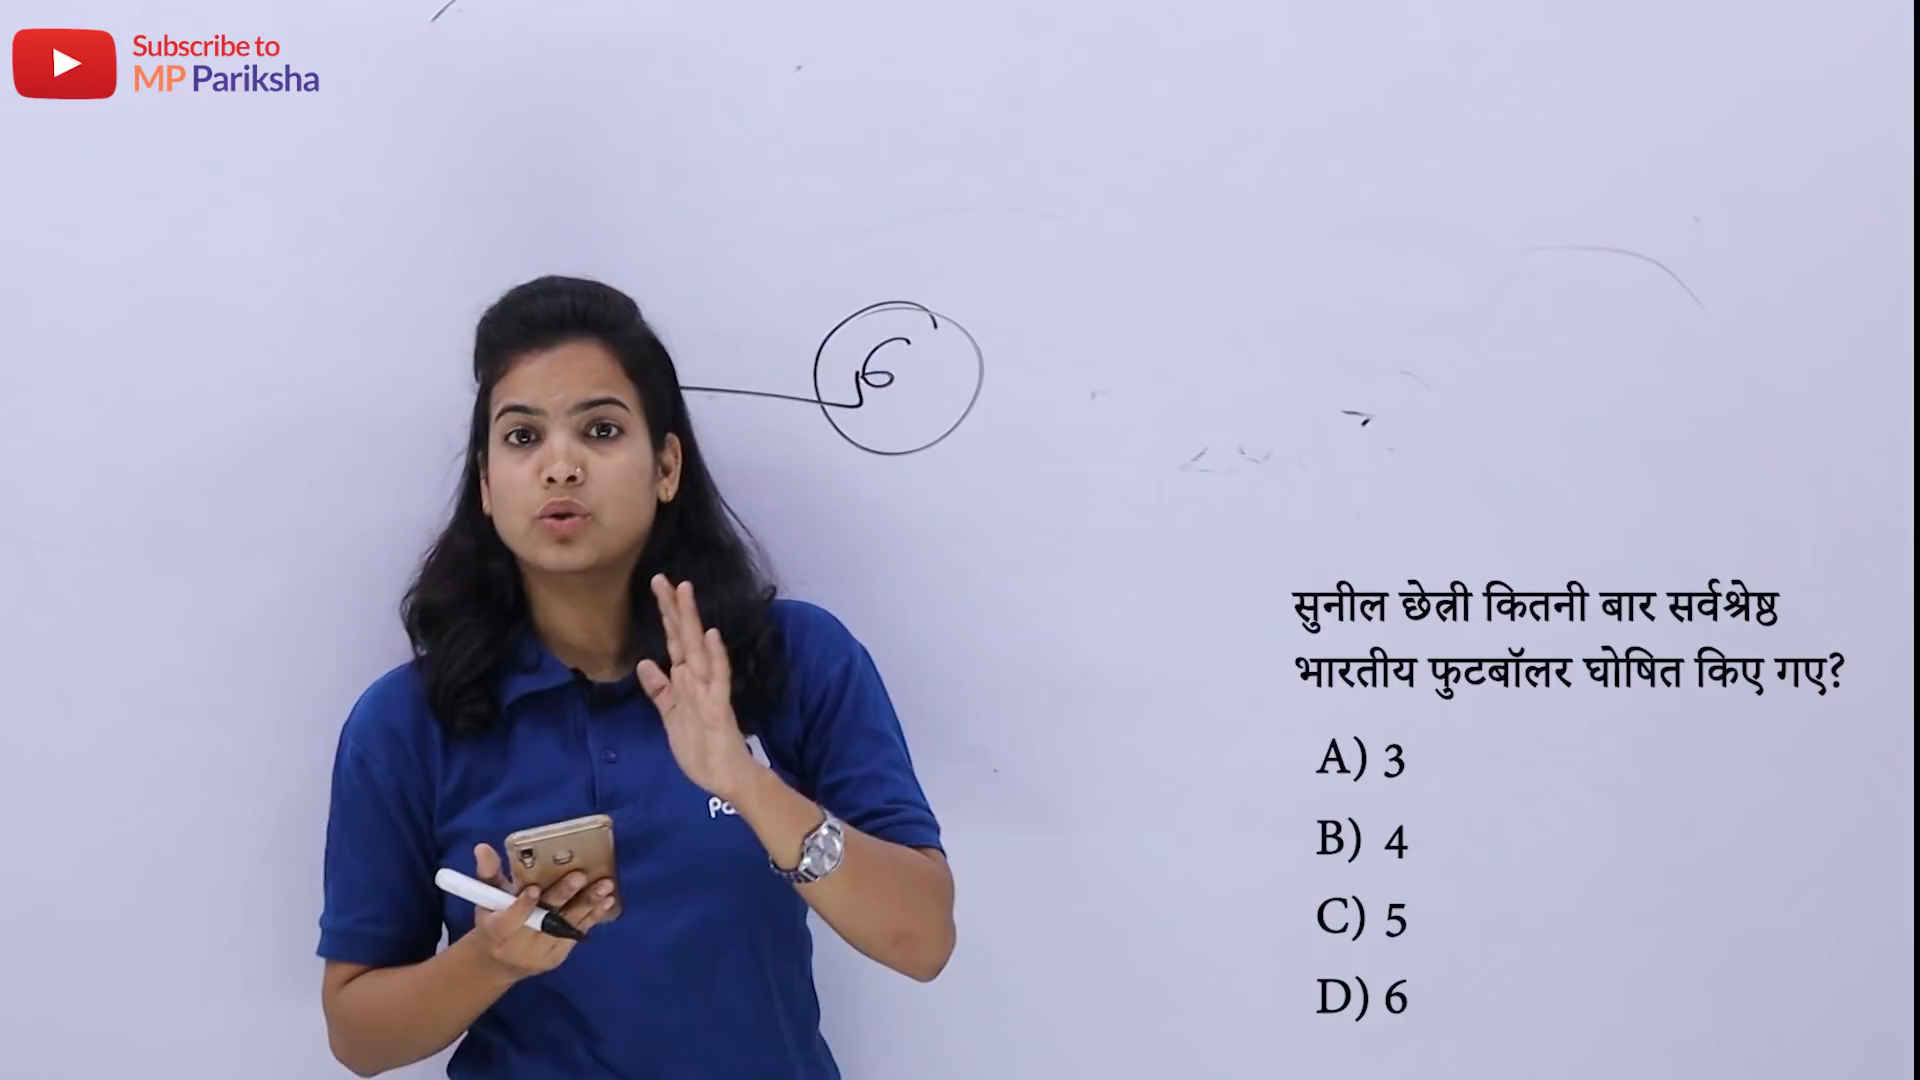 Subscribe to
MP Pariksha
6
सुनील छेत्री कितनी बार सर्वश्रेष्ठ
भारतीय फुटबॉलर घोषित किए गए?
A) 3
B) 4
C) 5
D) 6